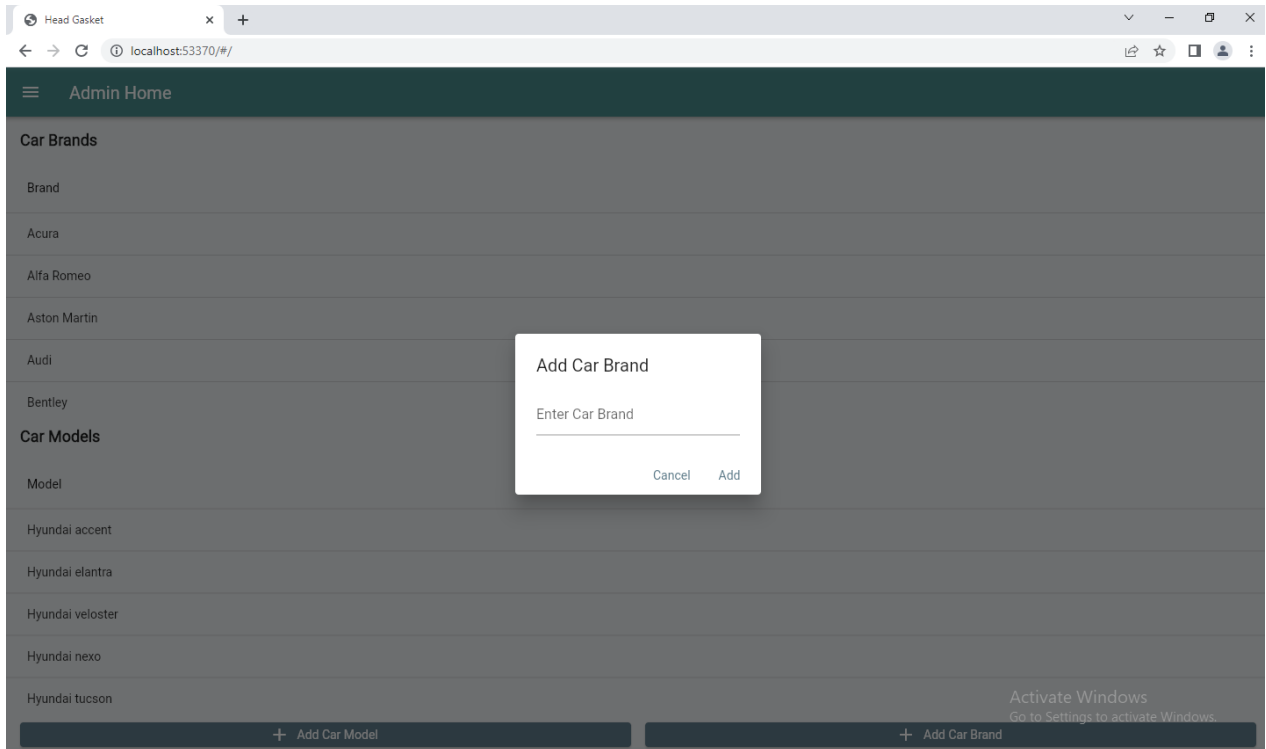 Head Gasket
localhost:53370/#/
Admin Home
Car Brands
Brand
Acura
Alfa Romeo
Aston Martin
Audi
Bentley
Add Car Brand
Enter Car Brand
Cancel Add
Car Models
Model
Hyundai accent
Hyundai elantra
Hyundai veloster
Hyundai nexo
Hyundai tucson
Activate Windows
Go to Settings to activate Windows.
+ Add Car Model + Add Car Brand